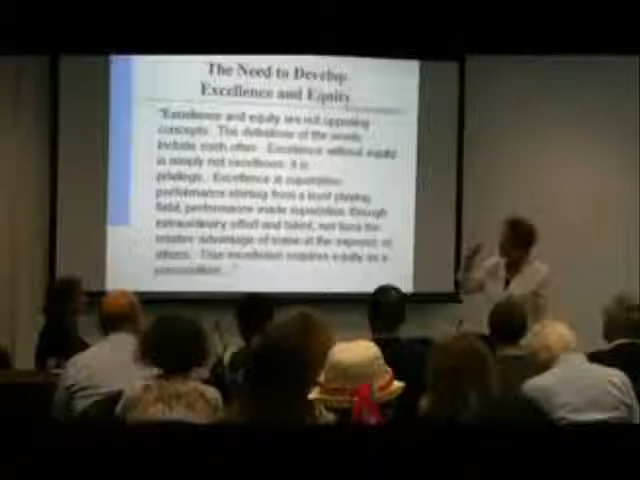 The Need to Develop
Excellence and Equity
"Excellence and equity are not opposing
concepts. The definitions of the words
include each other. Excellence without equity
is simply not excellence; it is
privilege. Excellence is superlative
performance starting from a level playing
field, performance made superlative through
extraordinary effort and talent, not from the
advantage of some at the expense of
others. True excellence requires equity as a
precondition..."